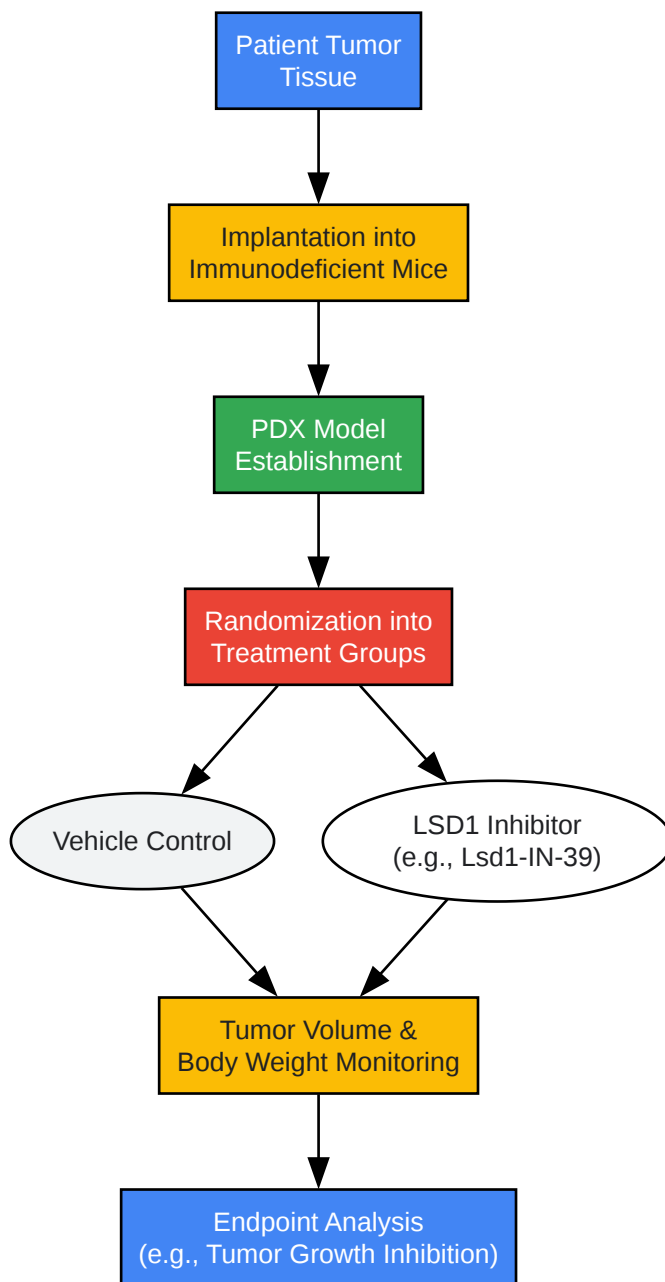 Patient Tumor
Tissue
Implantation into
Immunodeficient Mice
PDX Model
Establishment
Randomization into
Treatment Groups
Vehicle Control
LSD1 Inhibitor
(e.g., Lsd1-IN-39)
Tumor Volume &
Body Weight Monitoring
Endpoint Analysis
(e.g., Tumor Growth Inhibition)